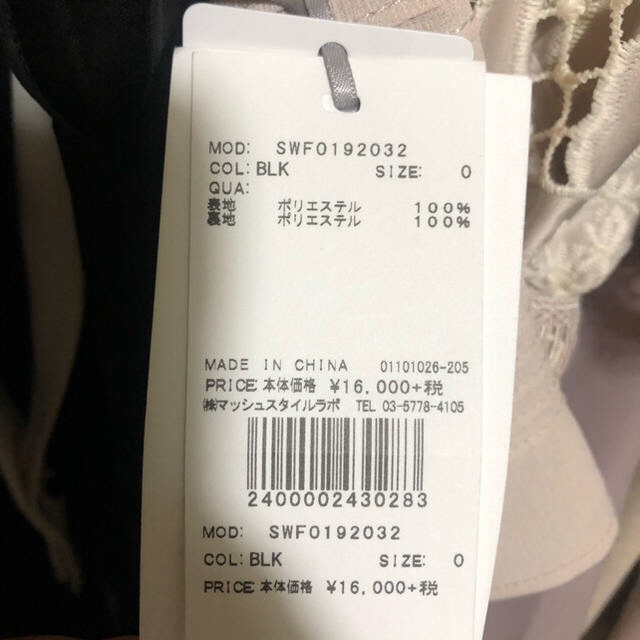 MOD: SWF0192032
COL: BLK SIZE: 0
QUA:
表地 ポリエステル 100%
裏地 ポリエステル 100%
MADE IN CHINA 01101026-205
PRICE 本体価格 ¥16,000+税
㈱マッシュスタイルラボ TEL 03-5778-4105
2400002430283
MOD: SWF0192032
COL: BLK SIZE: 0
PRICE 本体価格 ¥16,000+税